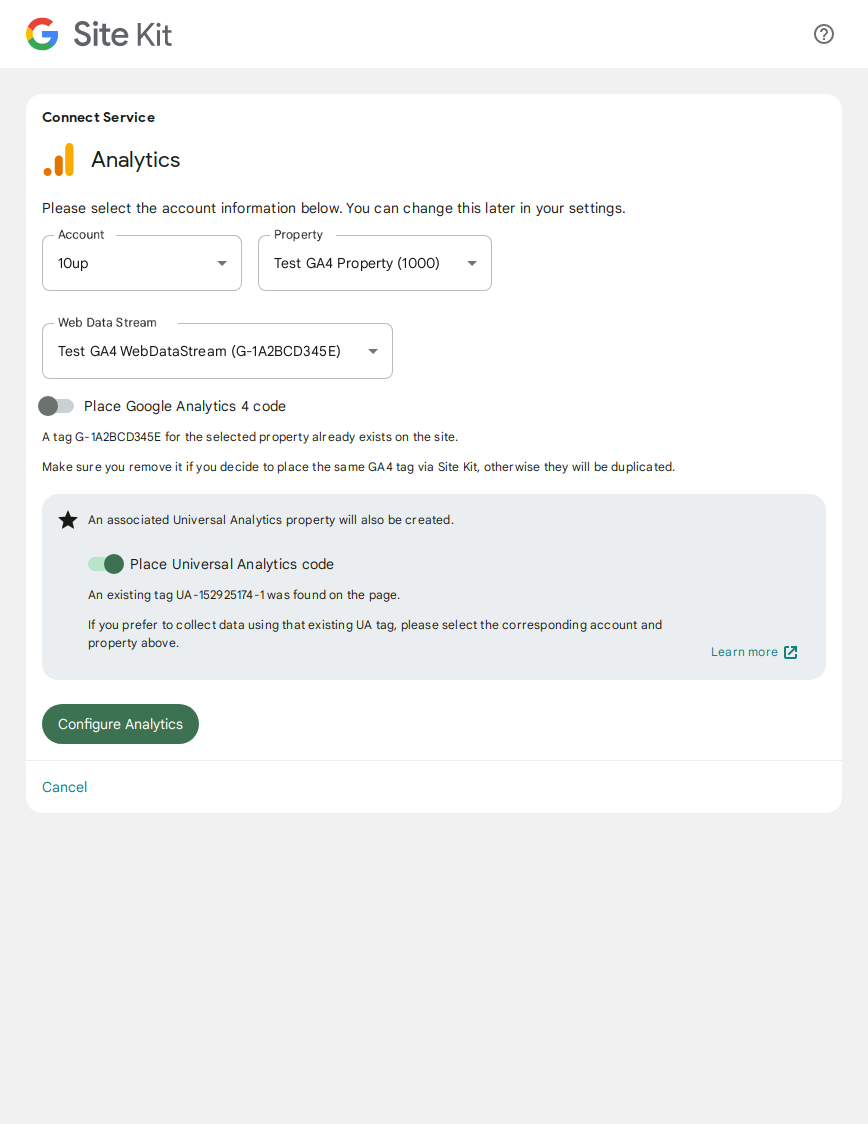 Site Kit
Connect Service
Analytics
Please select the account information below. You can change this later in your settings.
Account
Property
10up
Test GA4 Property (1000)
Web Data Stream
Test GA4 WebDataStream (G-1A2BCD345E)
Place Google Analytics 4 code
A tag G-1A2BCD345E for the selected property already exists on the site.
Make sure you remove it if you decide to place the same GA4 tag via Site Kit, otherwise they will be duplicated.
An associated Universal Analytics property will also be created.
Place Universal Analytics code
An existing tag UA-152925174-1 was found on the page.
If you prefer to collect data using that existing UA tag, please select the corresponding account and
property above.
Learn more
Configure Analytics
Cancel